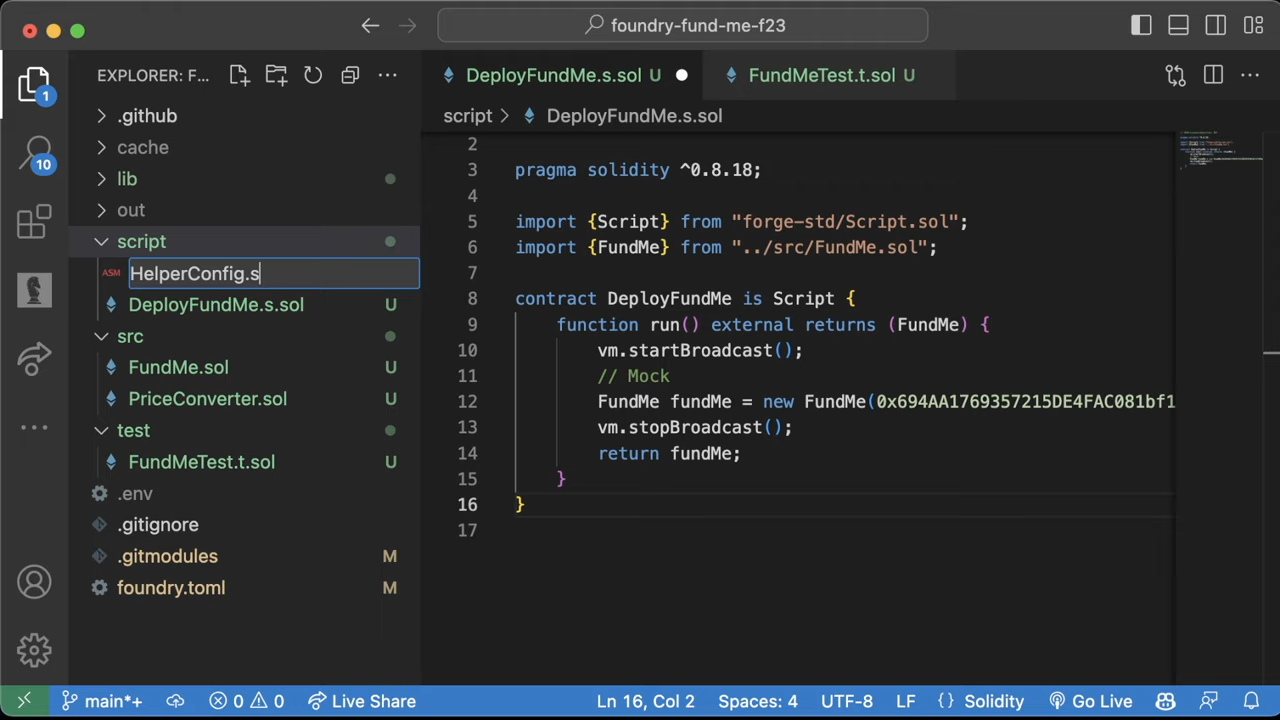 foundry-fund-me-f23
EXPLORER: F...
1
10
.github
cache
lib
out
script
ASM HelperConfig.s
DeployFundMe.s.sol U
src
FundMe.sol U
PriceConverter.sol U
test
FundMeTest.t.sol U
.env
.gitignore
.gitmodules M
foundry.toml M
DeployFundMe.s.sol U
FundMeTest.t.sol U
script > DeployFundMe.s.sol
2
3 pragma solidity ^0.8.18;
4
5 import {Script} from "forge-std/Script.sol";
6 import {FundMe} from "../src/FundMe.sol";
7
8 contract DeployFundMe is Script {
9 function run() external returns (FundMe) {
10 vm.startBroadcast();
11 // Mock
12 FundMe fundMe = new FundMe(0x694AA1769357215DE4FAC081bf1
13 vm.stopBroadcast();
14 return fundMe;
15 }
16 }
17
main*+ 0 0 Live Share Ln 16, Col 2 Spaces: 4 UTF-8 LF {} Solidity Go Live